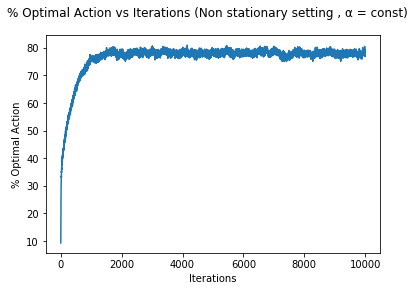 % Optimal Action vs Iterations (Non stationary setting , α = const)
80
70
60
50
40
30
20
10
% Optimal Action
0 2000 4000 6000 8000 10000
Iterations